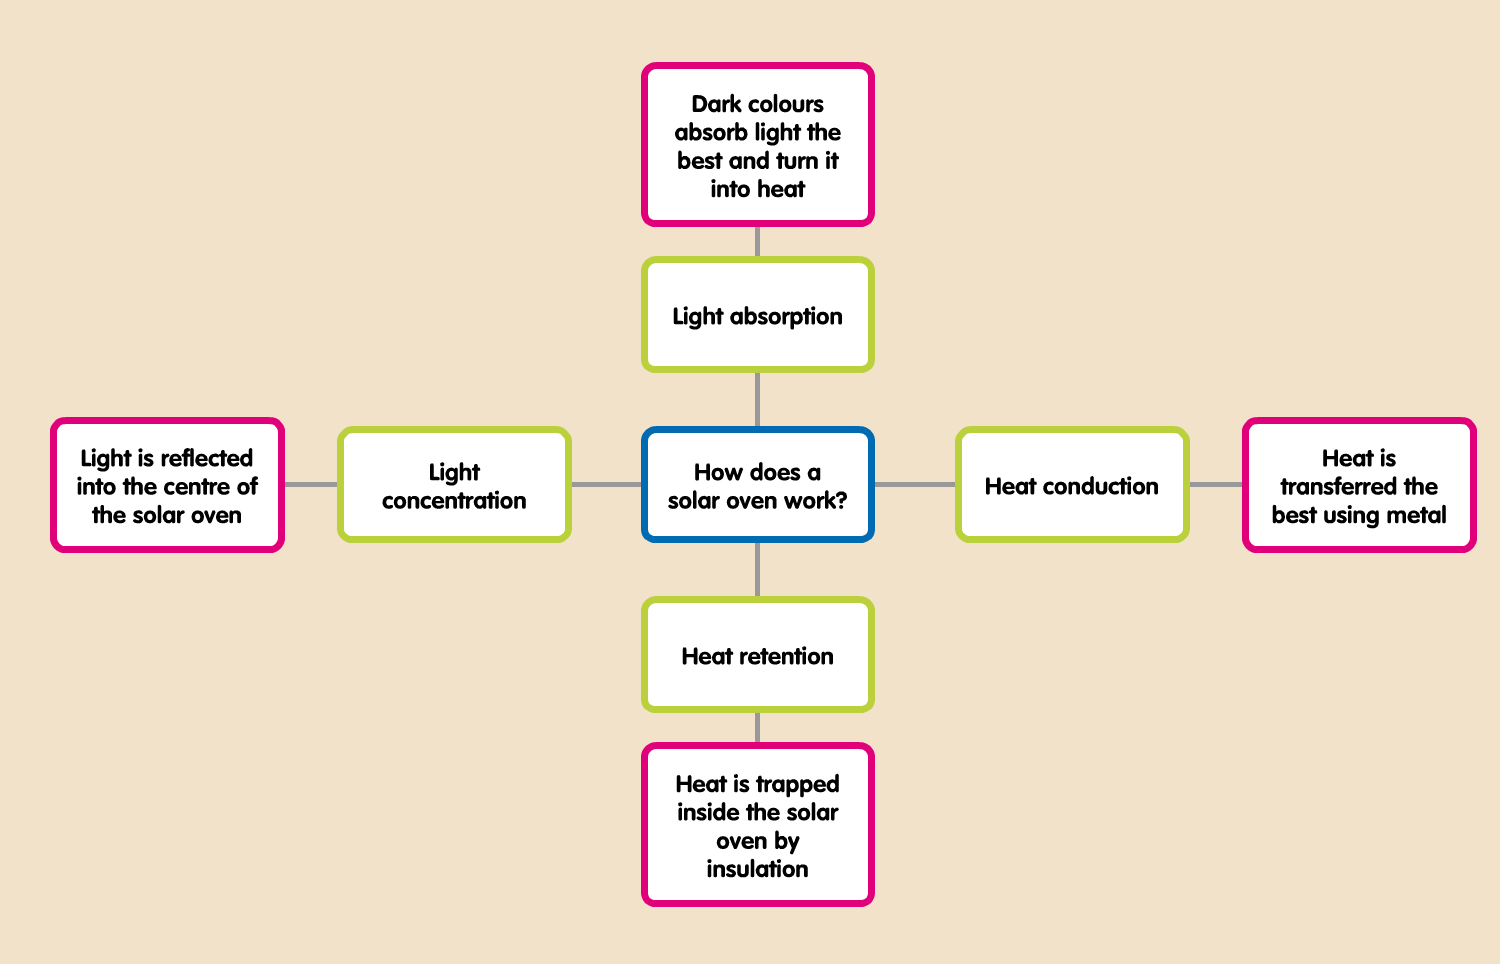 Dark colours
absorb light the
best and turn it
into heat
Light absorption
Light is reflected
into the centre of
the solar oven
Light
concentration
How does a
solar oven work?
Heat conduction
Heat is
transferred the
best using metal
Heat retention
Heat is trapped
inside the solar
oven by
insulation